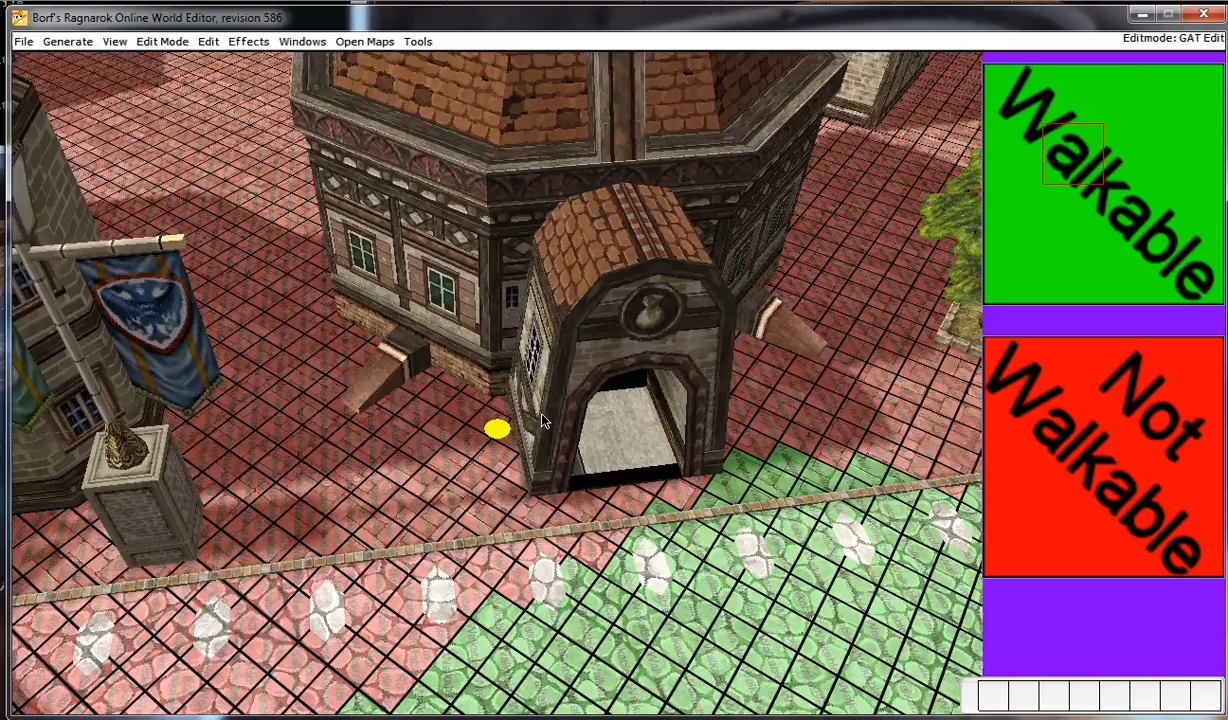 Borf's Ragnarok Online World Editor, revision 586
File Generate View Edit Mode Edit Effects Windows Open Maps Tools
Editmode: GAT Edit
Walkable
Not
Walkable